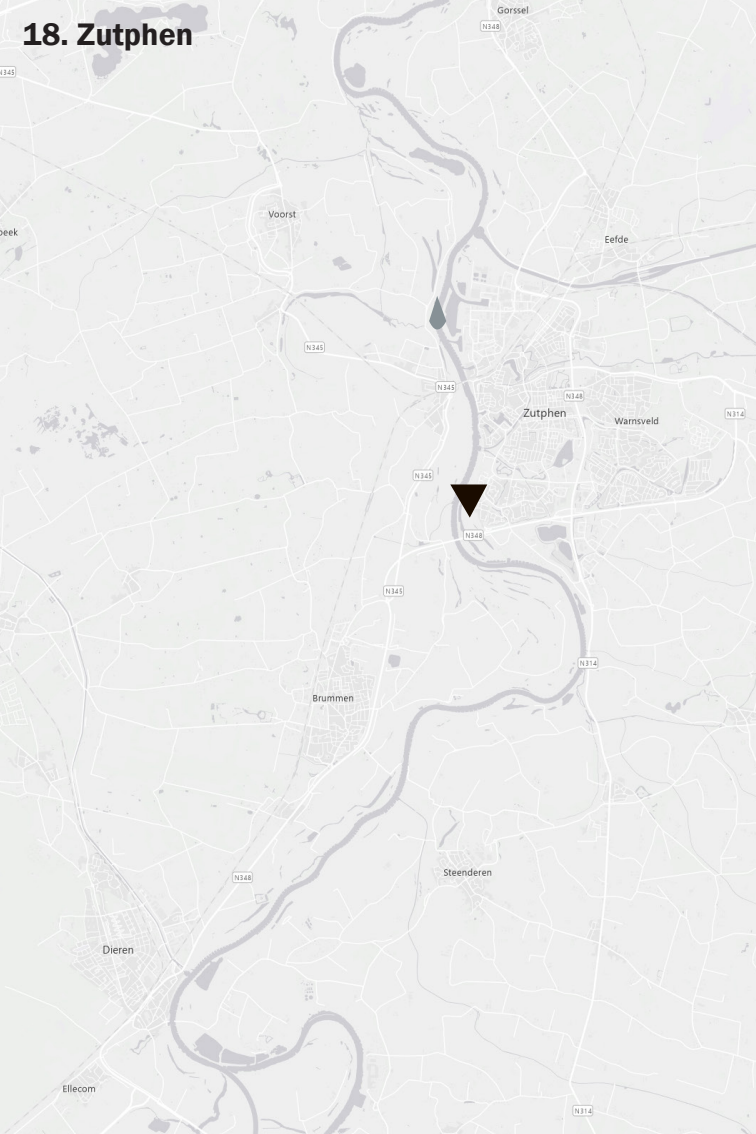 18. Zutphen
Gorssel
N348
N345
Voorst
beek
Eefde
N345
N345
Zutphen
N348
Warnsveld
N314
N345
N348
N345
N314
Brummen
Steenderen
N348
Dieren
Ellecom
N314